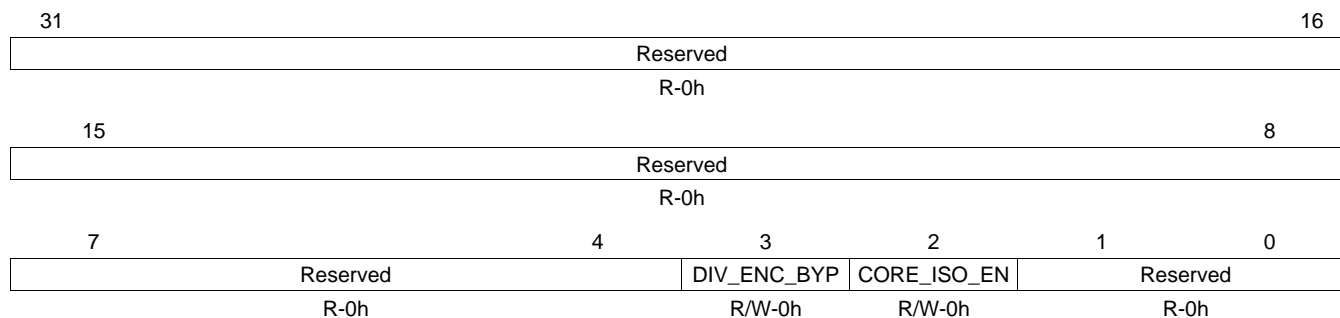 31 16
Reserved
R-0h
15 8
Reserved
R-0h
7 4 3 2 1 0
Reserved DIV_ENC_BYP CORE_ISO_EN Reserved
R-0h R/W-0h R/W-0h R-0h